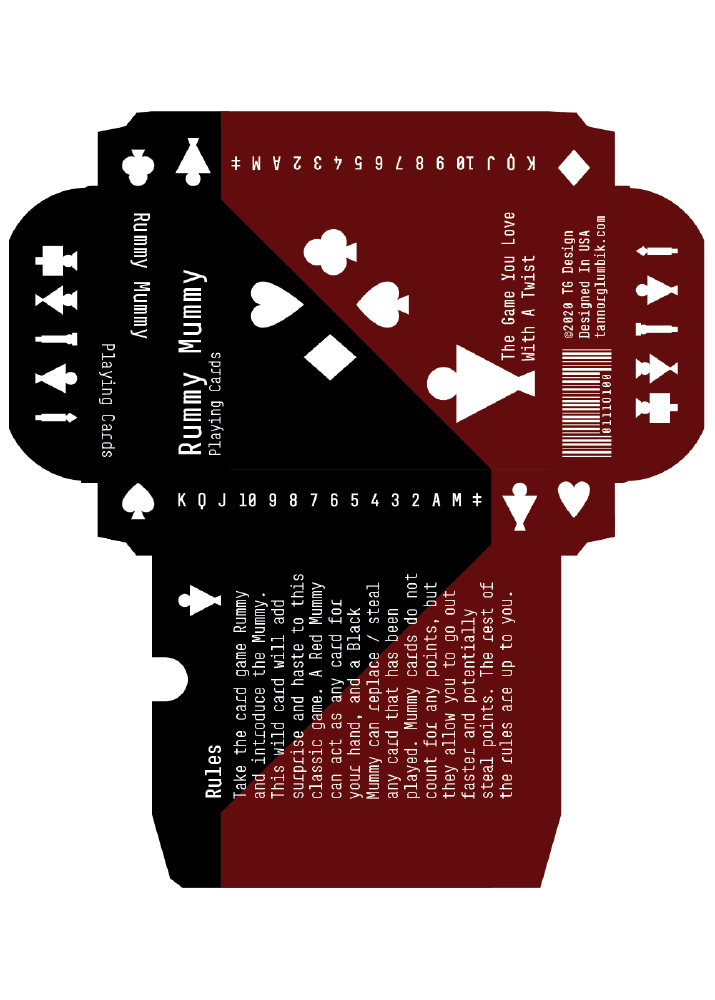 ‡ M A 2 3 4 5 6 7 8 9 10 J Q K
Rummy Mummy
Playing Cards
Rummy Mummy
Playing Cards
The Game You Love
With A Twist
©2020 TG Design
Designed In USA
tannorglumbik.com
01110100
K Q J 10 9 8 7 6 5 4 3 2 A M ‡
Rules
Take the card game Rummy
and introduce the Mummy.
This wild card will add
surprise and haste to this
classic game. A Red Mummy
can act as any card for
your hand, and a Black
Mummy can replace / steal
any card that has been
played. Mummy cards do not
count for any points, but
they allow you to go out
faster and potentially
steal points. The rest of
the rules are up to you.